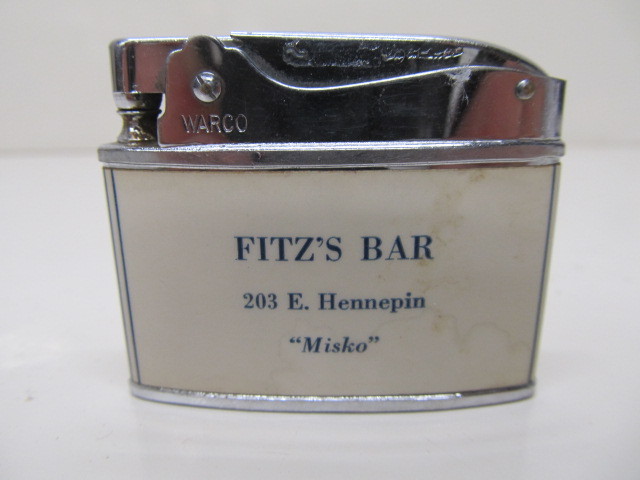 WARCO
FITZ'S BAR
203 E. Hennepin
"Misko"